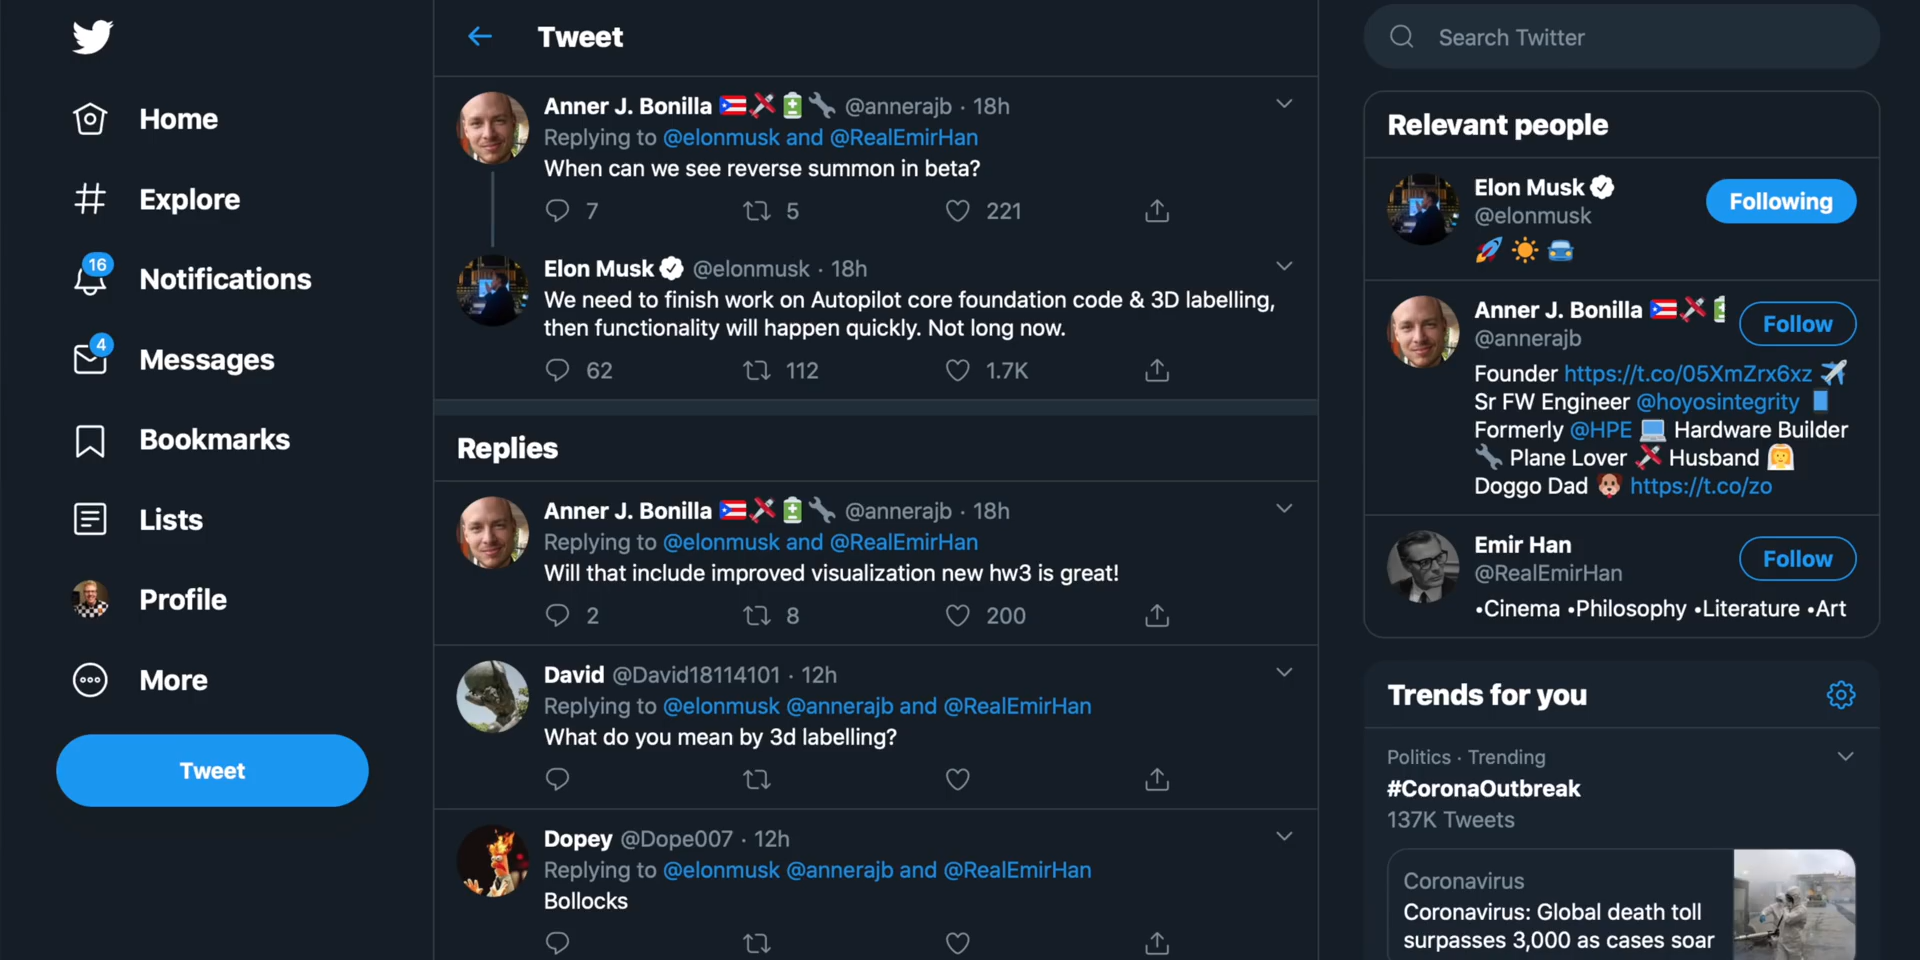 Home
Explore
16
Notifications
4
Messages
Bookmarks
Lists
Profile
More
Tweet
Tweet
Anner J. Bonilla 🇵🇷 @annerajb · 18h
Replying to @elonmusk and @RealEmirHan
When can we see reverse summon in beta?
7 5 221
Elon Musk @elonmusk · 18h
We need to finish work on Autopilot core foundation code & 3D labelling,
then functionality will happen quickly. Not long now.
62 112 1.7K
Replies
Anner J. Bonilla 🇵🇷 @annerajb · 18h
Replying to @elonmusk and @RealEmirHan
Will that include improved visualization new hw3 is great!
2 8 200
David @David18114101 · 12h
Replying to @elonmusk @annerajb and @RealEmirHan
What do you mean by 3d labelling?
Dopey @Dope007 · 12h
Replying to @elonmusk @annerajb and @RealEmirHan
Bollocks
Search Twitter
Relevant people
Elon Musk
@elonmusk
Following
Anner J. Bonilla
@annerajb
Follow
Founder https://t.co/05XmZrx6xz
Sr FW Engineer @hoyosintegrity
Formerly @HPE Hardware Builder
Plane Lover Husband
Doggo Dad https://t.co/zo
Emir Han
@RealEmirHan
Follow
•Cinema •Philosophy •Literature •Art
Trends for you
Politics · Trending
#CoronaOutbreak
137K Tweets
Coronavirus
Coronavirus: Global death toll
surpasses 3,000 as cases soar